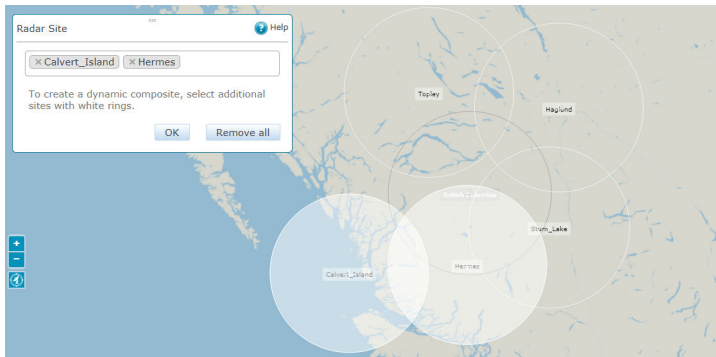 Radar Site
Help
× Calvert_Island × Hermes
To create a dynamic composite, select additional
sites with white rings.
OK Remove all
Topley
Haglund
British Columbia
Stum_Lake
Hermes
Calvert_Island
+
−